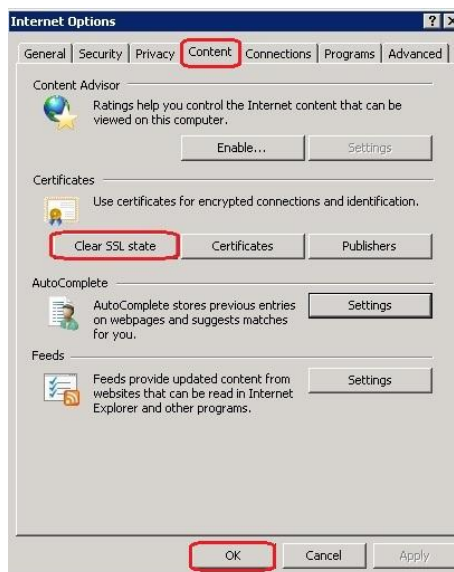 Internet Options
General Security Privacy Content Connections Programs Advanced
Content Advisor
Ratings help you control the Internet content that can be
viewed on this computer.
Enable... Settings
Certificates
Use certificates for encrypted connections and identification.
Clear SSL state Certificates Publishers
AutoComplete
AutoComplete stores previous entries
on webpages and suggests matches
for you.
Settings
Feeds
Feeds provide updated content from
websites that can be read in Internet
Explorer and other programs.
Settings
OK Cancel Apply